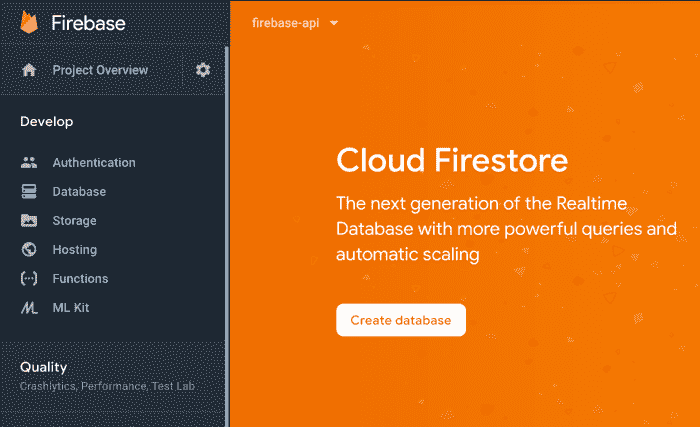 Firebase
Project Overview
Develop
Authentication
Database
Storage
Hosting
Functions
ML Kit
Quality
Crashlytics, Performance, Test Lab
firebase-api
Cloud Firestore
The next generation of the Realtime
Database with more powerful queries and
automatic scaling
Create database